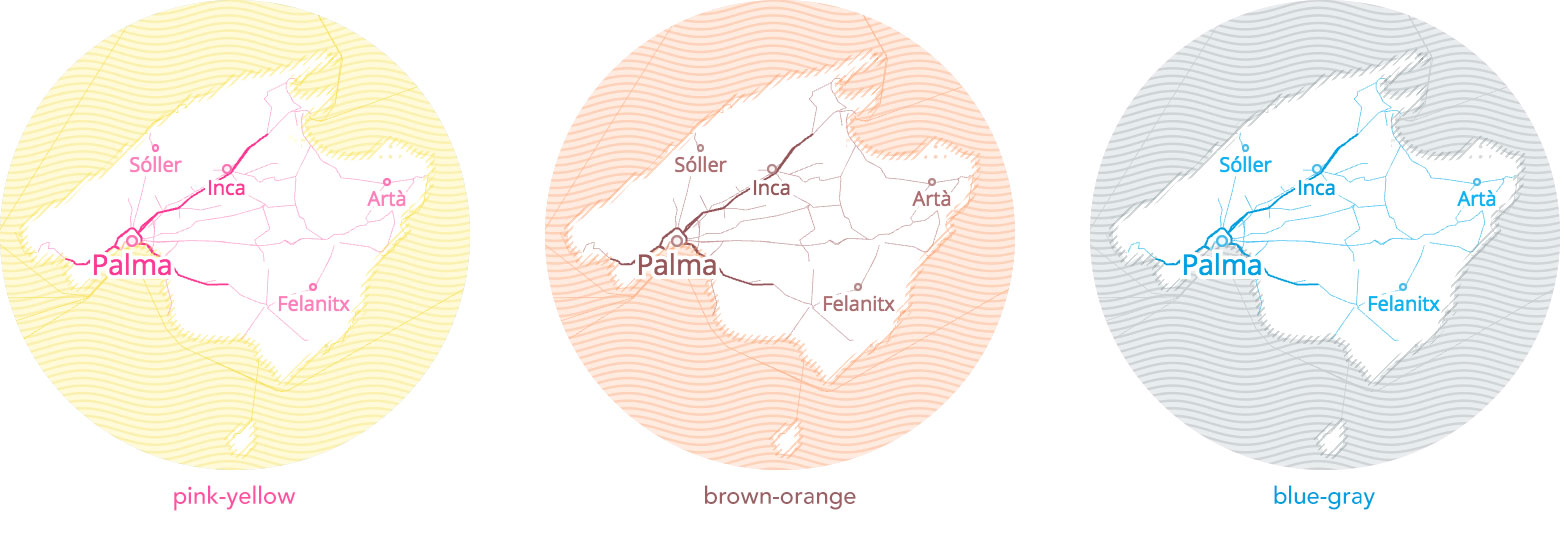 Sóller
Inca
Artà
Palma
Felanitx
pink-yellow
Sóller
Inca
Artà
Palma
Felanitx
brown-orange
Sóller
Inca
Artà
Palma
Felanitx
blue-gray